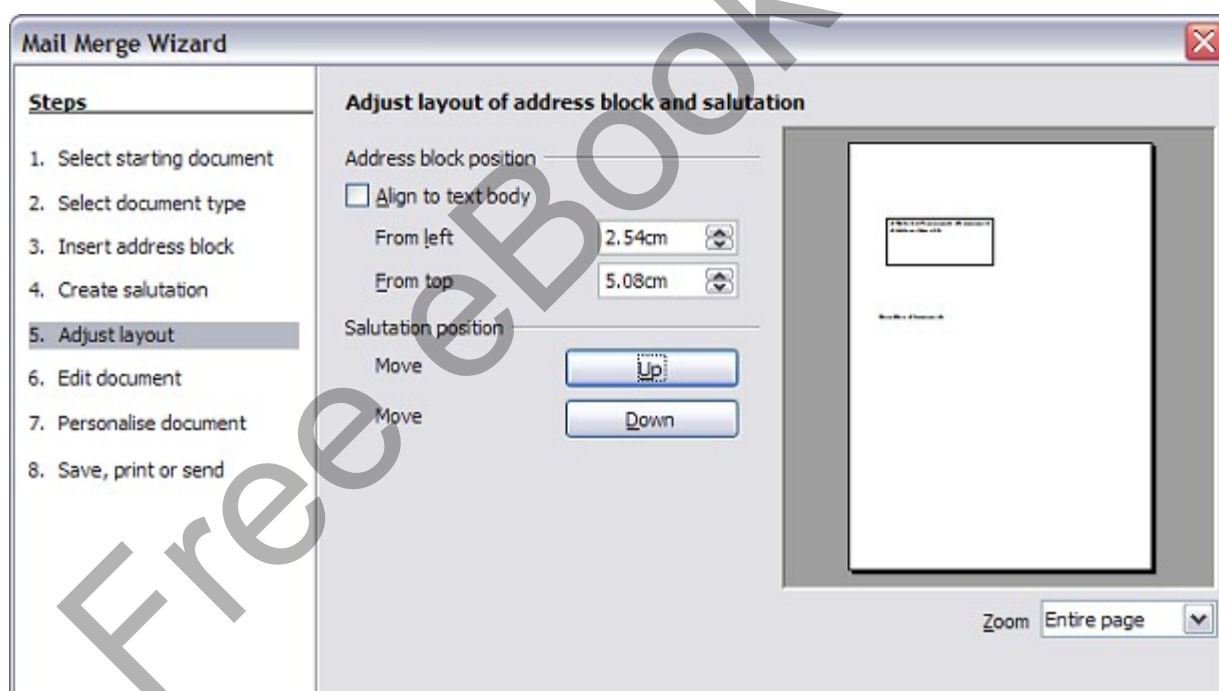 Mail Merge Wizard
Steps
1. Select starting document
2. Select document type
3. Insert address block
4. Create salutation
5. Adjust layout
6. Edit document
7. Personalise document
8. Save, print or send
Adjust layout of address block and salutation
Address block position
Align to text body
From left 2.54cm
From top 5.08cm
Salutation position
Move Up
Move Down
Zoom Entire page
Free eBook